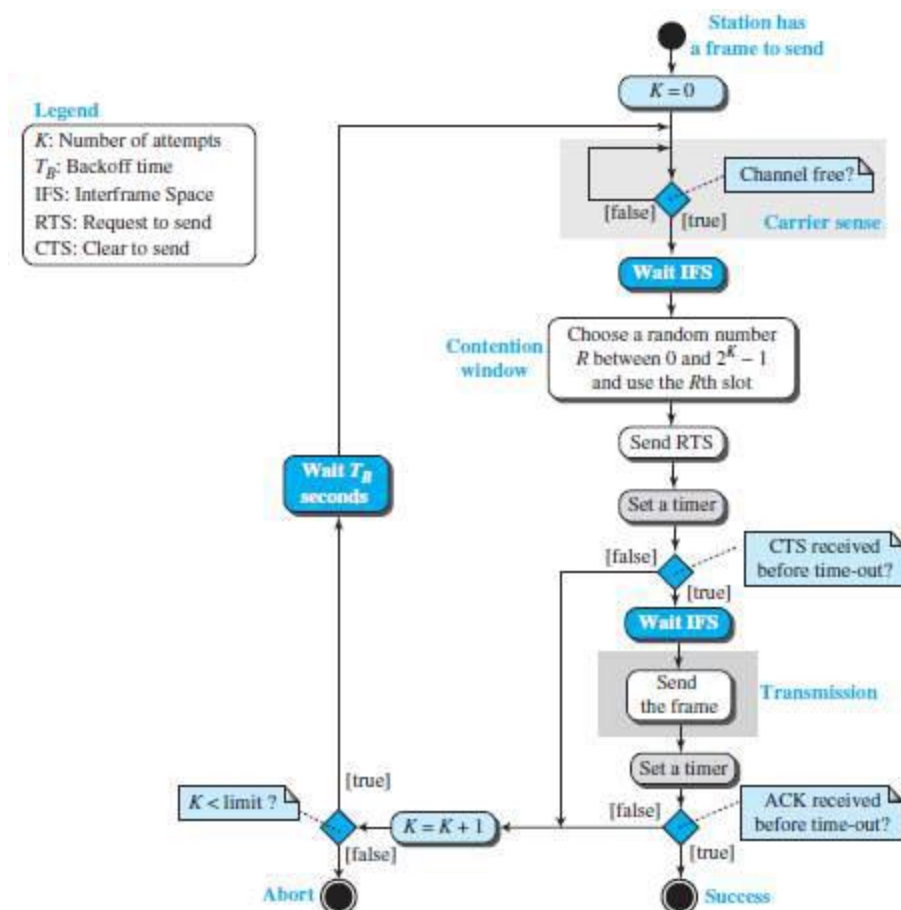 Station has
a frame to send
K = 0
Legend
K: Number of attempts
T_B: Backoff time
IFS: Interframe Space
RTS: Request to send
CTS: Clear to send
Channel free?
[false]
[true]
Carrier sense
Wait IFS
Contention
window
Choose a random number
R between 0 and 2^K – 1
and use the Rth slot
Send RTS
Wait T_B
seconds
Set a timer
[false]
CTS received
before time-out?
[true]
Wait IFS
Send
the frame
Transmission
Set a timer
K < limit ?
[true]
K = K + 1
[false]
ACK received
before time-out?
[false]
[true]
Abort
Success